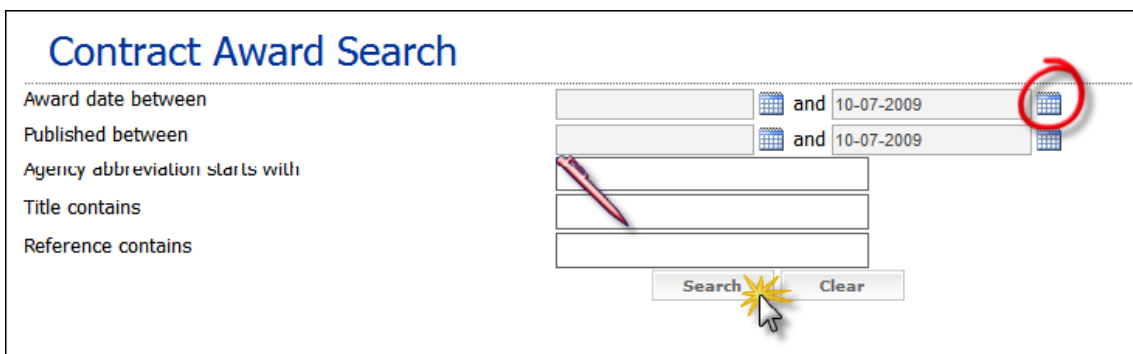 Contract Award Search
Award date between and 10-07-2009
Published between and 10-07-2009
Agency abbreviation starts with
Title contains
Reference contains
Search Clear